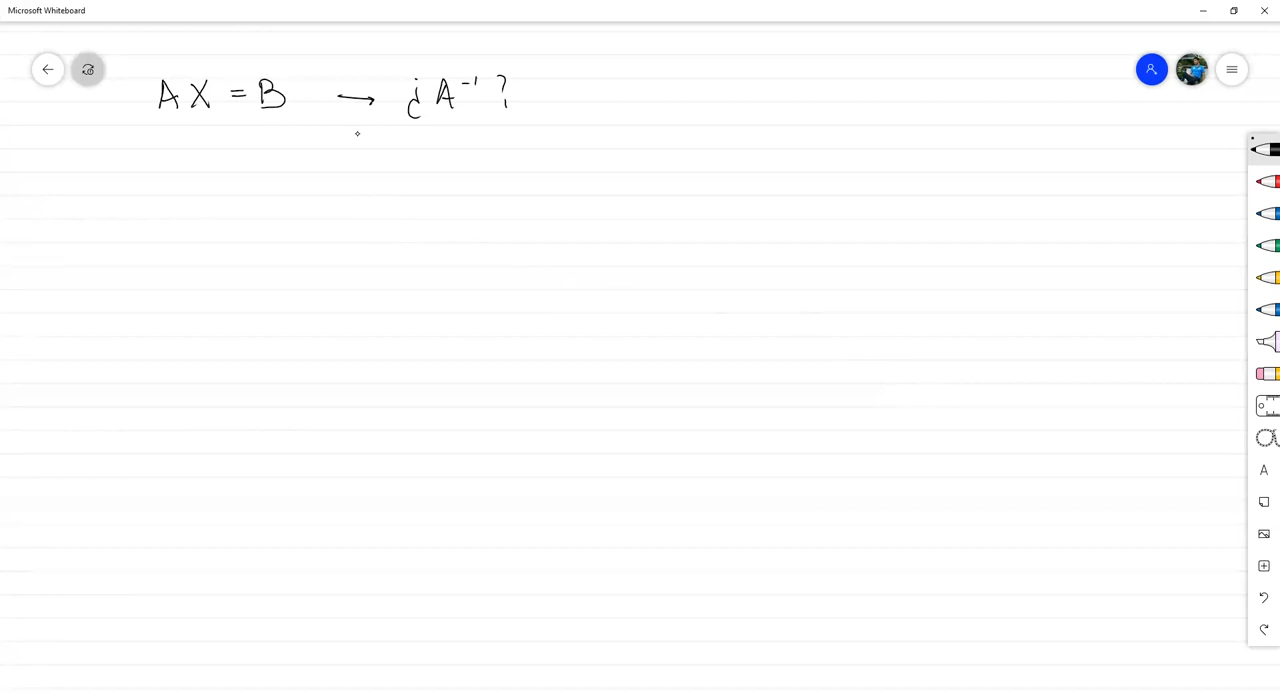 Microsoft Whiteboard
AX = B → ¿A⁻¹?
A